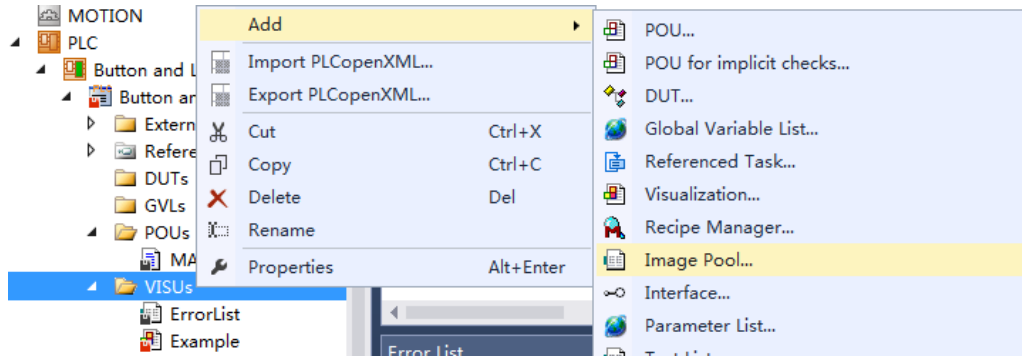 MOTION
PLC
Button and L
Button ar
Extern
Refere
DUTs
GVLs
POUs
MA
VISUs
ErrorList
Example
Add
Import PLCopenXML...
Export PLCopenXML...
Cut Ctrl+X
Copy Ctrl+C
Delete Del
Rename
Properties Alt+Enter
Error List
POU...
POU for implicit checks...
DUT...
Global Variable List...
Referenced Task...
Visualization...
Recipe Manager...
Image Pool...
Interface...
Parameter List...